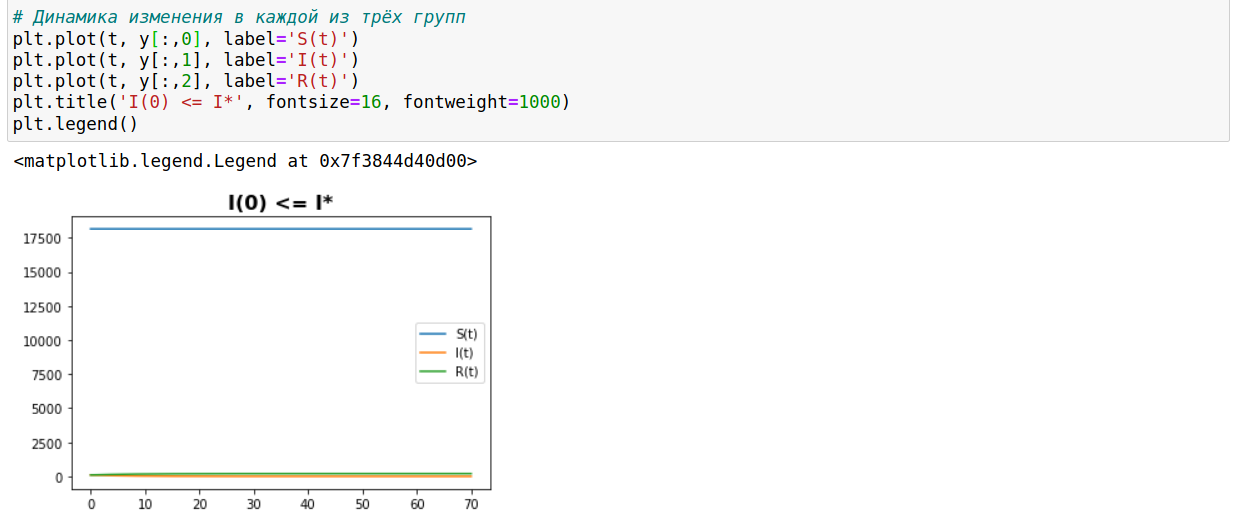 # Динамика изменения в каждой из трёх групп
plt.plot(t, y[:,0], label='S(t)')
plt.plot(t, y[:,1], label='I(t)')
plt.plot(t, y[:,2], label='R(t)')
plt.title('I(0) <= I*', fontsize=16, fontweight=1000)
plt.legend()
<matplotlib.legend.Legend at 0x7f3844d40d00>
I(0) <= I*
17500
15000
12500
10000
7500
5000
2500
0
S(t)
I(t)
R(t)
0 10 20 30 40 50 60 70